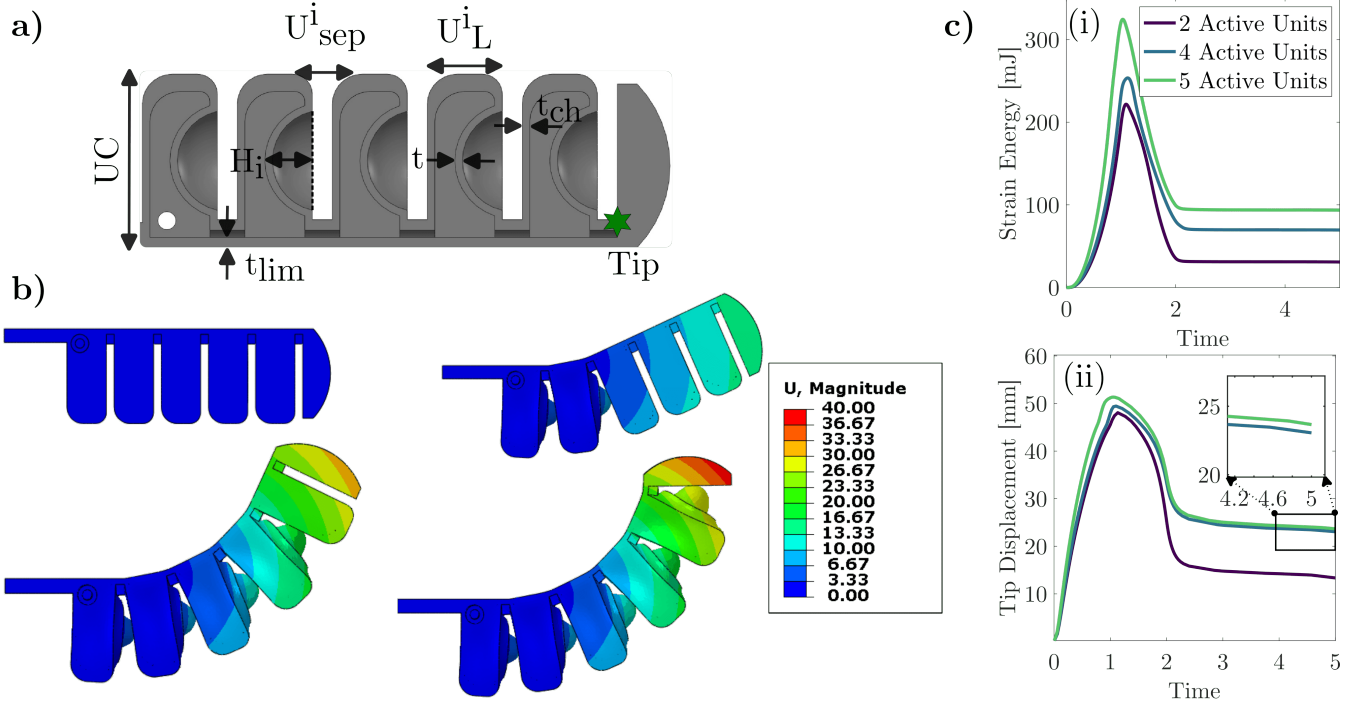 a)
U^i_sep
U^i_L
UC
H_i
t
t_ch
t_lim
Tip
b)
U, Magnitude
40.00
36.67
33.33
30.00
26.67
23.33
20.00
16.67
13.33
10.00
6.67
3.33
0.00
c)
(i)
2 Active Units
4 Active Units
5 Active Units
Strain Energy [mJ]
300
200
100
0
0 2 4
Time
(ii)
Tip Displacement [mm]
60
50
40
30
20
10
25
20
4.2 4.6 5
0 1 2 3 4 5
Time